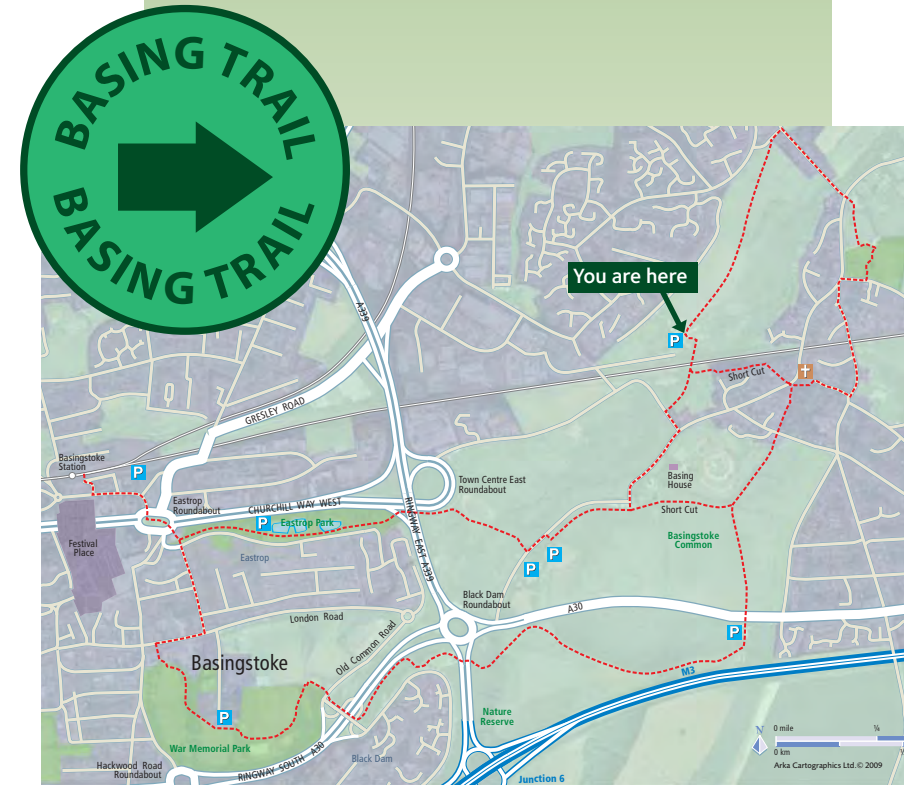 BASING TRAIL
BASING TRAIL
You are here
P
A339
Short Cut
GRESLEY ROAD
Basingstoke
Station
P
Town Centre East
Roundabout
Basing
House
Eastrop
Roundabout
CHURCHILL WAY WEST
P
Eastrop Park
RINGWAY EAST A339
Short Cut
Festival
Place
Eastrop
Basingstoke
Common
P
P
Black Dam
Roundabout
A30
London Road
Old Common Road
P
Basingstoke
M3
P
Nature
Reserve
War Memorial Park
RINGWAY SOUTH A30
Black Dam
Hackwood Road
Roundabout
Junction 6
N
0 mile
¼
0 km
Arka Cartographics Ltd. © 2009